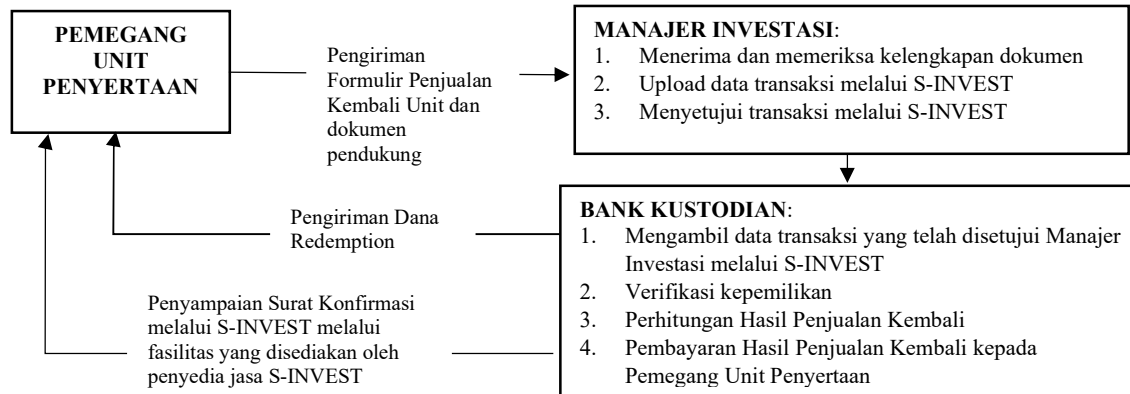 PEMEGANG
UNIT
PENYERTAAN
Pengiriman
Formulir Penjualan
Kembali Unit dan
dokumen
pendukung
MANAJER INVESTASI:
1. Menerima dan memeriksa kelengkapan dokumen
2. Upload data transaksi melalui S-INVEST
3. Menyetujui transaksi melalui S-INVEST
BANK KUSTODIAN:
1. Mengambil data transaksi yang telah disetujui Manajer
Investasi melalui S-INVEST
2. Verifikasi kepemilikan
3. Perhitungan Hasil Penjualan Kembali
4. Pembayaran Hasil Penjualan Kembali kepada
Pemegang Unit Penyertaan
Pengiriman Dana
Redemption
Penyampaian Surat Konfirmasi
melalui S-INVEST melalui
fasilitas yang disediakan oleh
penyedia jasa S-INVEST